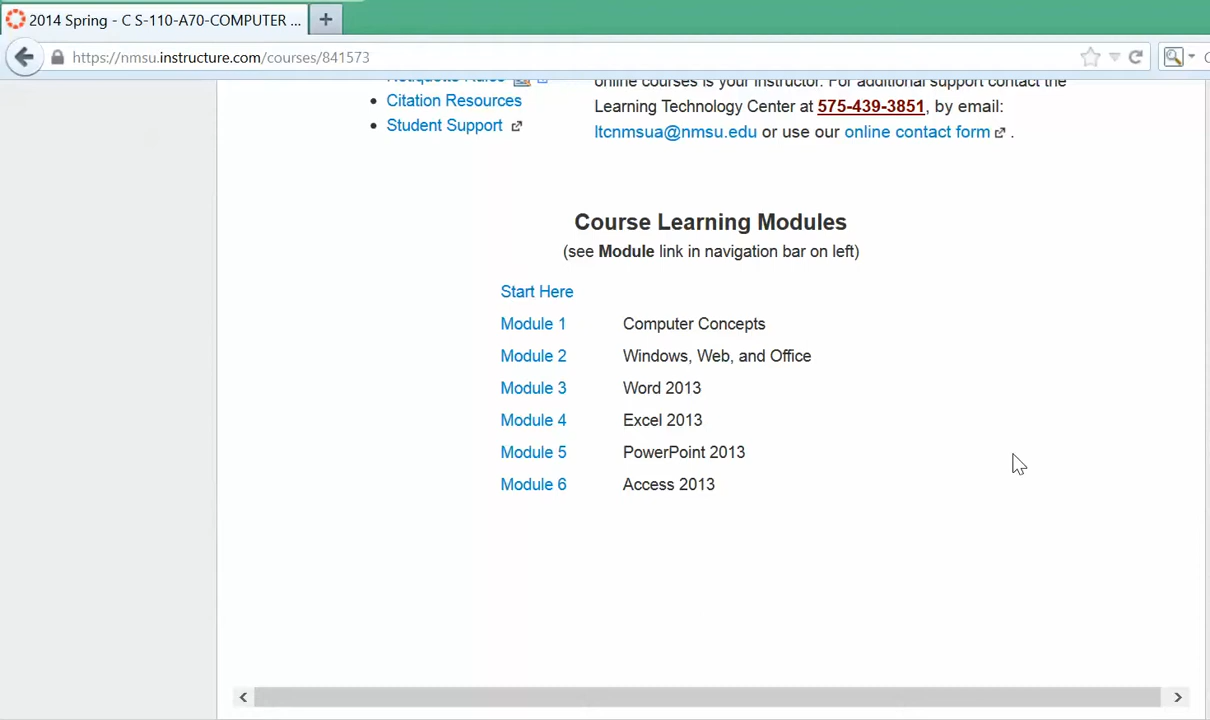 2014 Spring - C S-110-A70-COMPUTER ...
https://nmsu.instructure.com/courses/841573
Netiquette Rules
online courses is your instructor. For additional support contact the
Citation Resources
Learning Technology Center at 575-439-3851, by email:
Student Support
ltcnmsua@nmsu.edu or use our online contact form .
Course Learning Modules
(see Module link in navigation bar on left)
Start Here
Module 1 Computer Concepts
Module 2 Windows, Web, and Office
Module 3 Word 2013
Module 4 Excel 2013
Module 5 PowerPoint 2013
Module 6 Access 2013